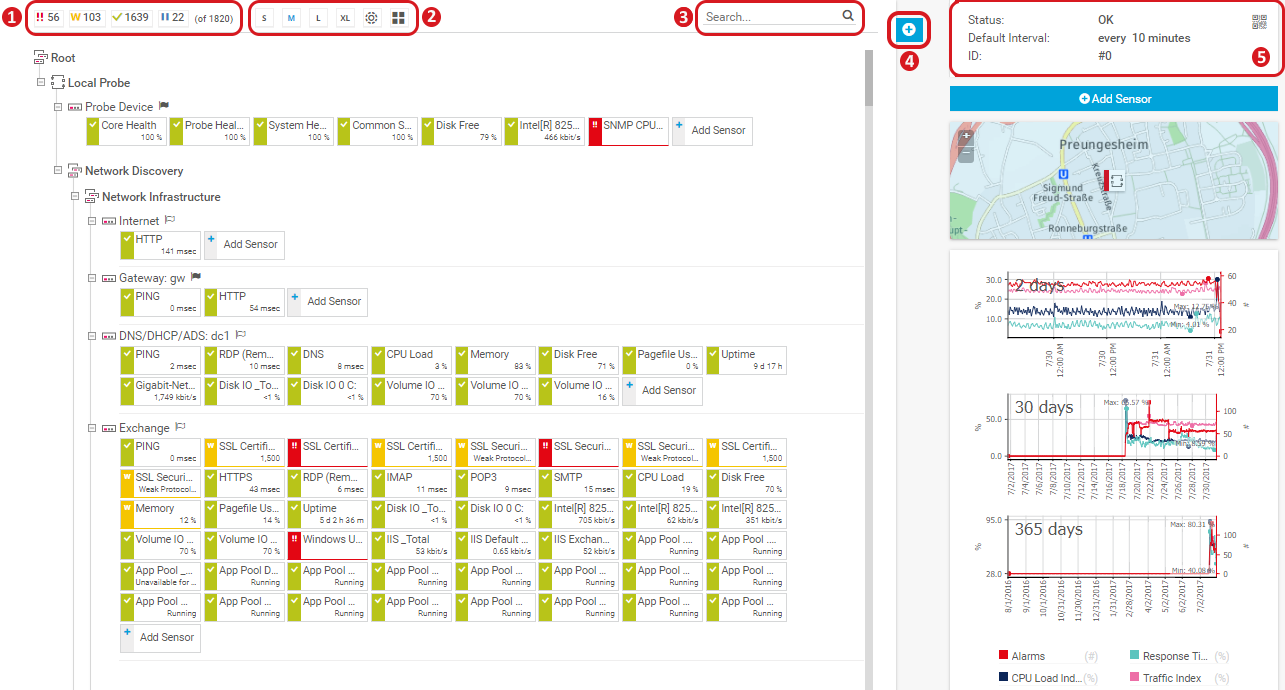 1 !! 56 W 103 1639 22 (of 1820) S M L XL 2 3 Search...
4
Status: OK
Default Interval: every 10 minutes
ID: #0 5
Add Sensor
Root
Local Probe
Probe Device
Core Health Probe Heal... System He... Common S... Disk Free Intel[R] 825... !! SNMP CPU... + Add Sensor
100 % 100 % 100 % 100 % 79 % 466 kbit/s
Network Discovery
Network Infrastructure
Internet
HTTP + Add Sensor
141 msec
Gateway: gw
PING HTTP + Add Sensor
0 msec 54 msec
DNS/DHCP/ADS: dc1
PING RDP (Rem... DNS CPU Load Memory Disk Free Pagefile Us... Uptime
2 msec 10 msec 8 msec 3 % 83 % 71 % 0 % 9 d 17 h
Gigabit-Net... Disk IO _To... Disk IO 0 C: Volume IO ... Volume IO ... Volume IO ... + Add Sensor
1,749 kbit/s <1 % <1 % 70 % 70 % 16 %
Exchange
PING W SSL Certifi... !! SSL Certifi... W SSL Certifi... W SSL Securi... !! SSL Securi... W SSL Securi... W SSL Certifi...
0 msec 1,500 1,500 Weak Protocol... Weak Protocol... 1,500
W SSL Securi... HTTPS RDP (Rem... IMAP POP3 SMTP CPU Load Disk Free
Weak Protocol... 43 msec 6 msec 11 msec 9 msec 15 msec 19 % 70 %
W Memory Pagefile Us... Uptime Disk IO _To... Disk IO 0 C: Intel[R] 825... Intel[R] 825... Intel[R] 825...
12 % 14 % 5 d 2 h 36 m <1 % <1 % 705 kbit/s 62 kbit/s 351 kbit/s
Volume IO ... Volume IO ... !! Windows U... IIS _Total IIS Default ... IIS Exchan... App Pool .... App Pool ....
70 % 70 % 53 kbit/s 0.65 kbit/s 52 kbit/s Running Running
App Pool _... App Pool D... App Pool ... App Pool ... App Pool ... App Pool ... App Pool ... App Pool ...
Unavailable for ... Running Running Running Running Running Running Running
App Pool ... App Pool ... App Pool ... App Pool ... App Pool ... App Pool ... App Pool ... App Pool ...
Running Running Running Running Running Running Running Running
+ Add Sensor
+
−
Preungesheim
U
Kreuzstraße
Sigmund
Freud-Straße
Ronneburgstraße
2 days
30.0
20.0
10.0
%
60
40
20
#
Max: 12.76 %
Min: 4.01 %
7/30 12:00 AM 7/30 12:00 PM 7/31 12:00 AM 7/31 12:00 PM
30 days
50.0
0.0
%
100
50
0
#
Max: 66.57 %
Min: 8.59 %
7/2/2017 7/4/2017 7/6/2017 7/8/2017 7/10/2017 7/12/2017 7/14/2017 7/16/2017 7/18/2017 7/20/2017 7/22/2017 7/24/2017 7/26/2017 7/28/2017 7/30/2017
365 days
95.0
28.0
%
100
50
0
#
Max: 80.31 %
Min: 40.08 %
8/1/2016 9/1/2016 10/1/2016 10/31/2016 11/30/2016 12/31/2016 1/31/2017 2/28/2017 4/2/2017 5/2/2017 6/2/2017 7/2/2017
Alarms (#) Response Ti... (%)
CPU Load Ind... (%) Traffic Index (%)